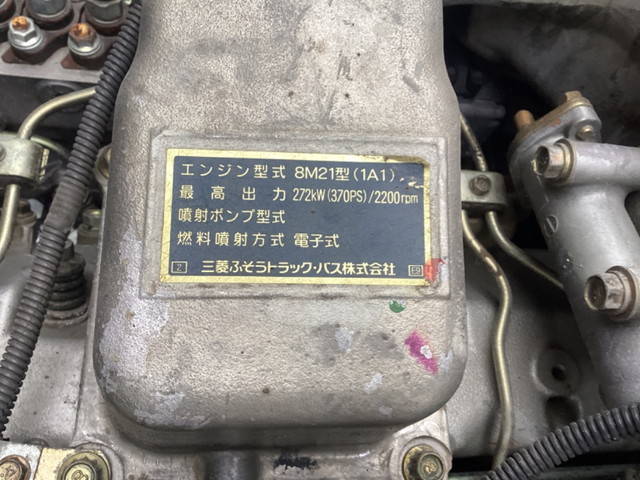 エンジン型式 8M21型(1A1)
最高出力 272kW(370PS)/2200rpm
噴射ポンプ型式
燃料噴射方式 電子式
2 三菱ふそうトラック・バス株式会社